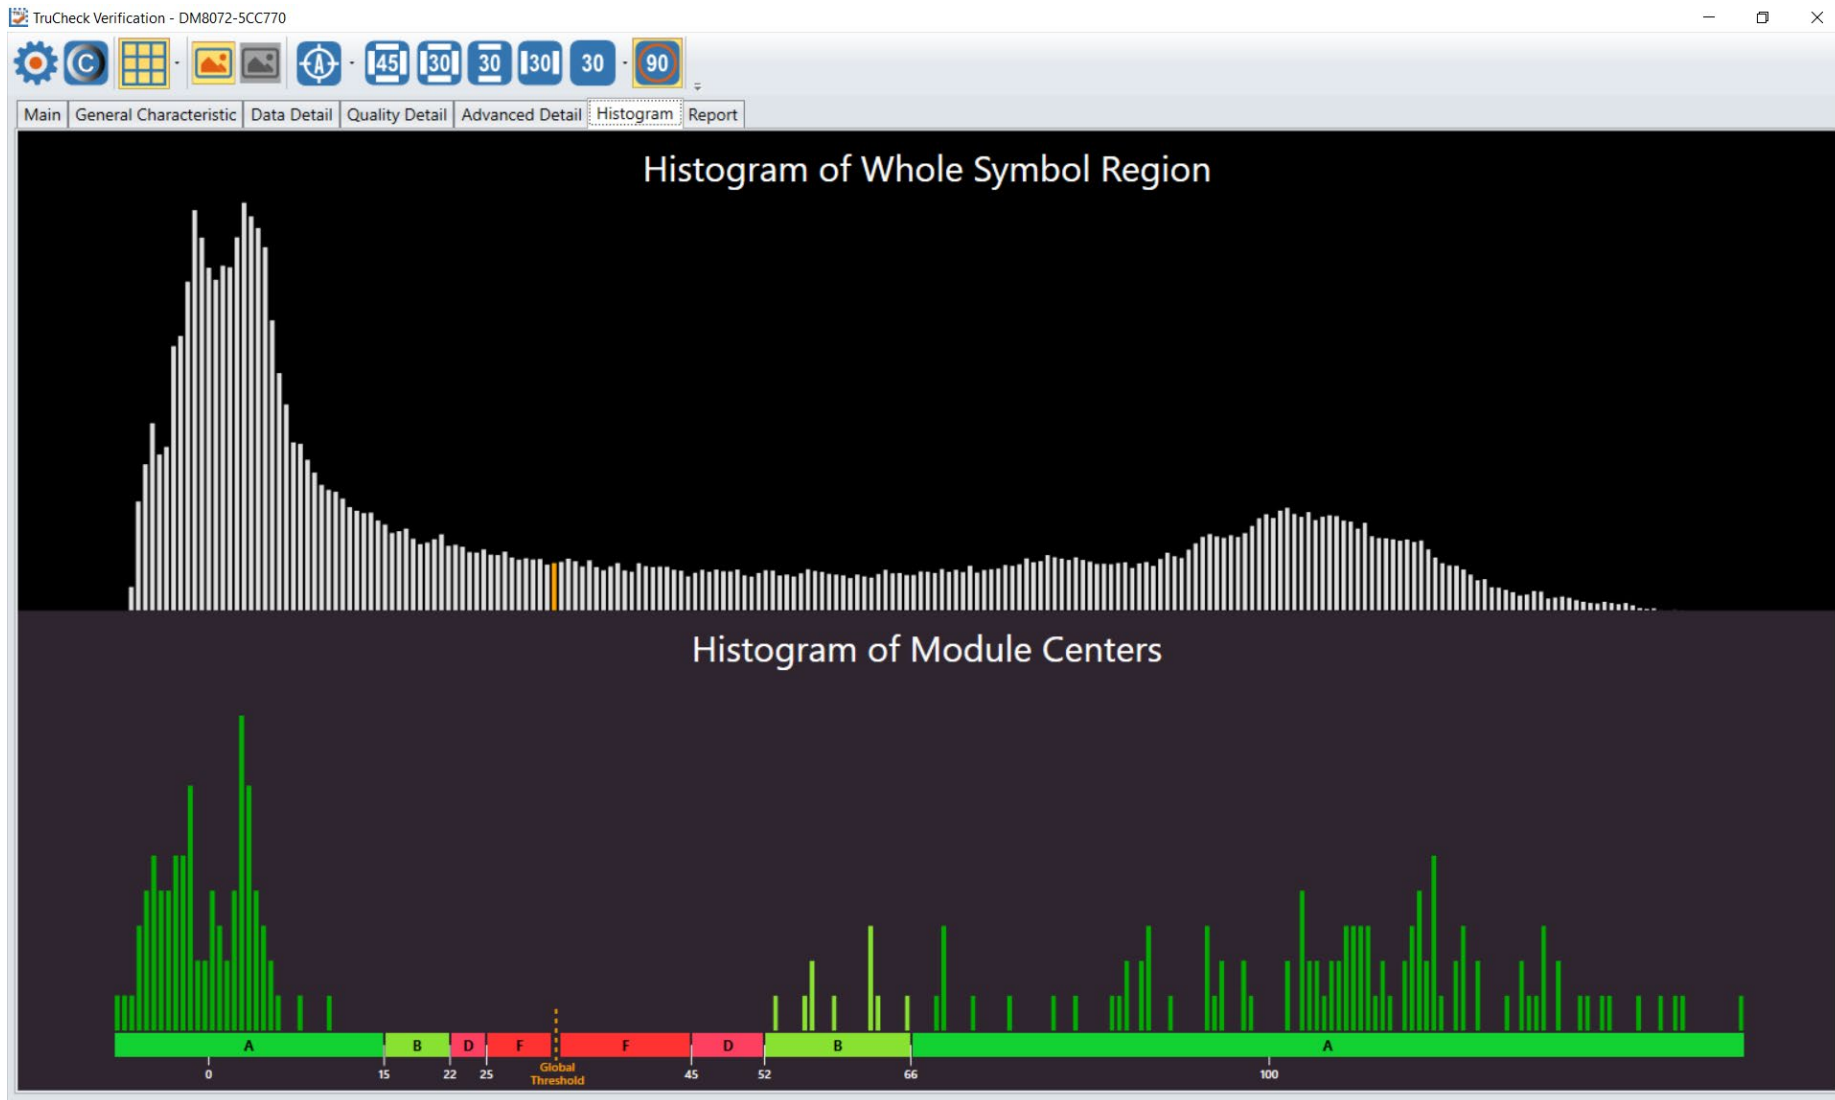 TruCheck Verification - DM8072-5CC770
C A 45 30 30 30 30 90
Main General Characteristic Data Detail Quality Detail Advanced Detail Histogram Report
Histogram of Whole Symbol Region
Histogram of Module Centers
A B D F F D B A
0 15 22 25 Global Threshold 45 52 66 100